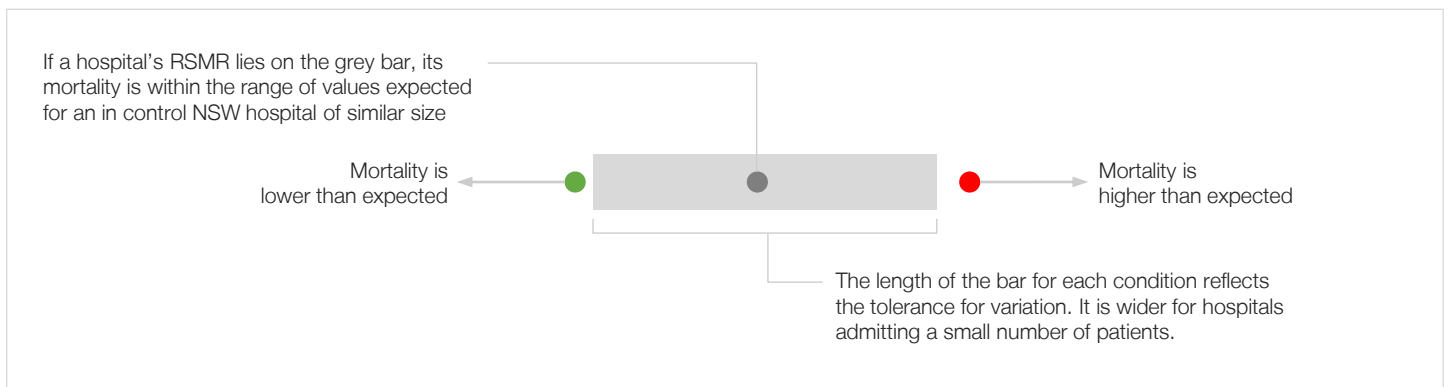 If a hospital’s RSMR lies on the grey bar, its
mortality is within the range of values expected
for an in control NSW hospital of similar size
Mortality is
lower than expected
Mortality is
higher than expected
The length of the bar for each condition reflects
the tolerance for variation. It is wider for hospitals
admitting a small number of patients.